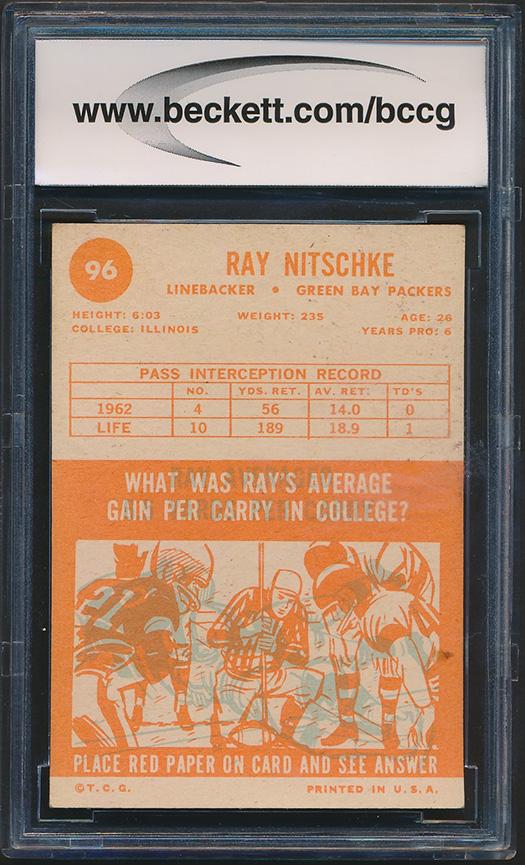 www.beckett.com/bccg
96
RAY NITSCHKE
LINEBACKER • GREEN BAY PACKERS
HEIGHT: 6:03 WEIGHT: 235 AGE: 26
COLLEGE: ILLINOIS YEARS PRO: 6
PASS INTERCEPTION RECORD
NO. YDS. RET. AV. RET. TD'S
1962 4 56 14.0 0
LIFE 10 189 18.9 1
WHAT WAS RAY'S AVERAGE
GAIN PER CARRY IN COLLEGE?
21
PLACE RED PAPER ON CARD AND SEE ANSWER
©T.C.G. PRINTED IN U.S.A.